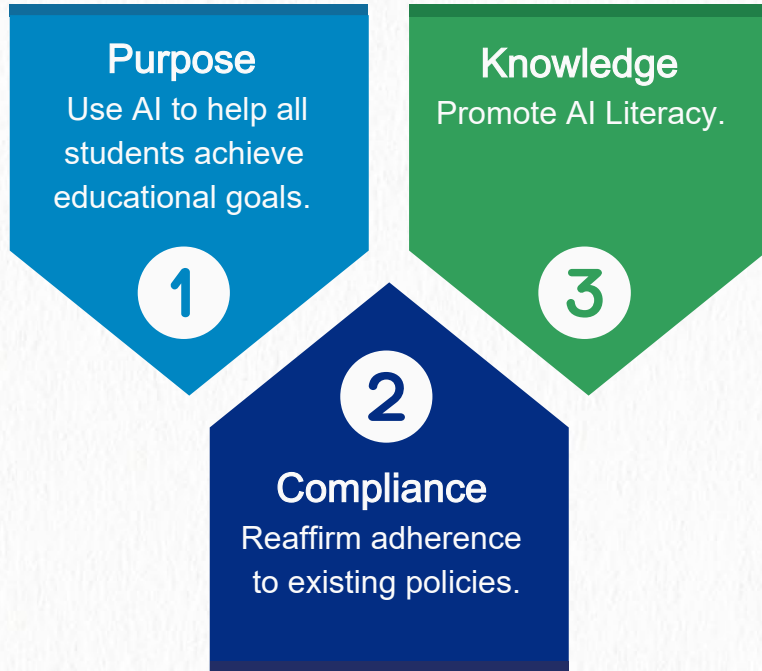 Purpose
Use AI to help all
students achieve
educational goals.
1
2
Compliance
Reaffirm adherence
to existing policies.
Knowledge
Promote AI Literacy.
3